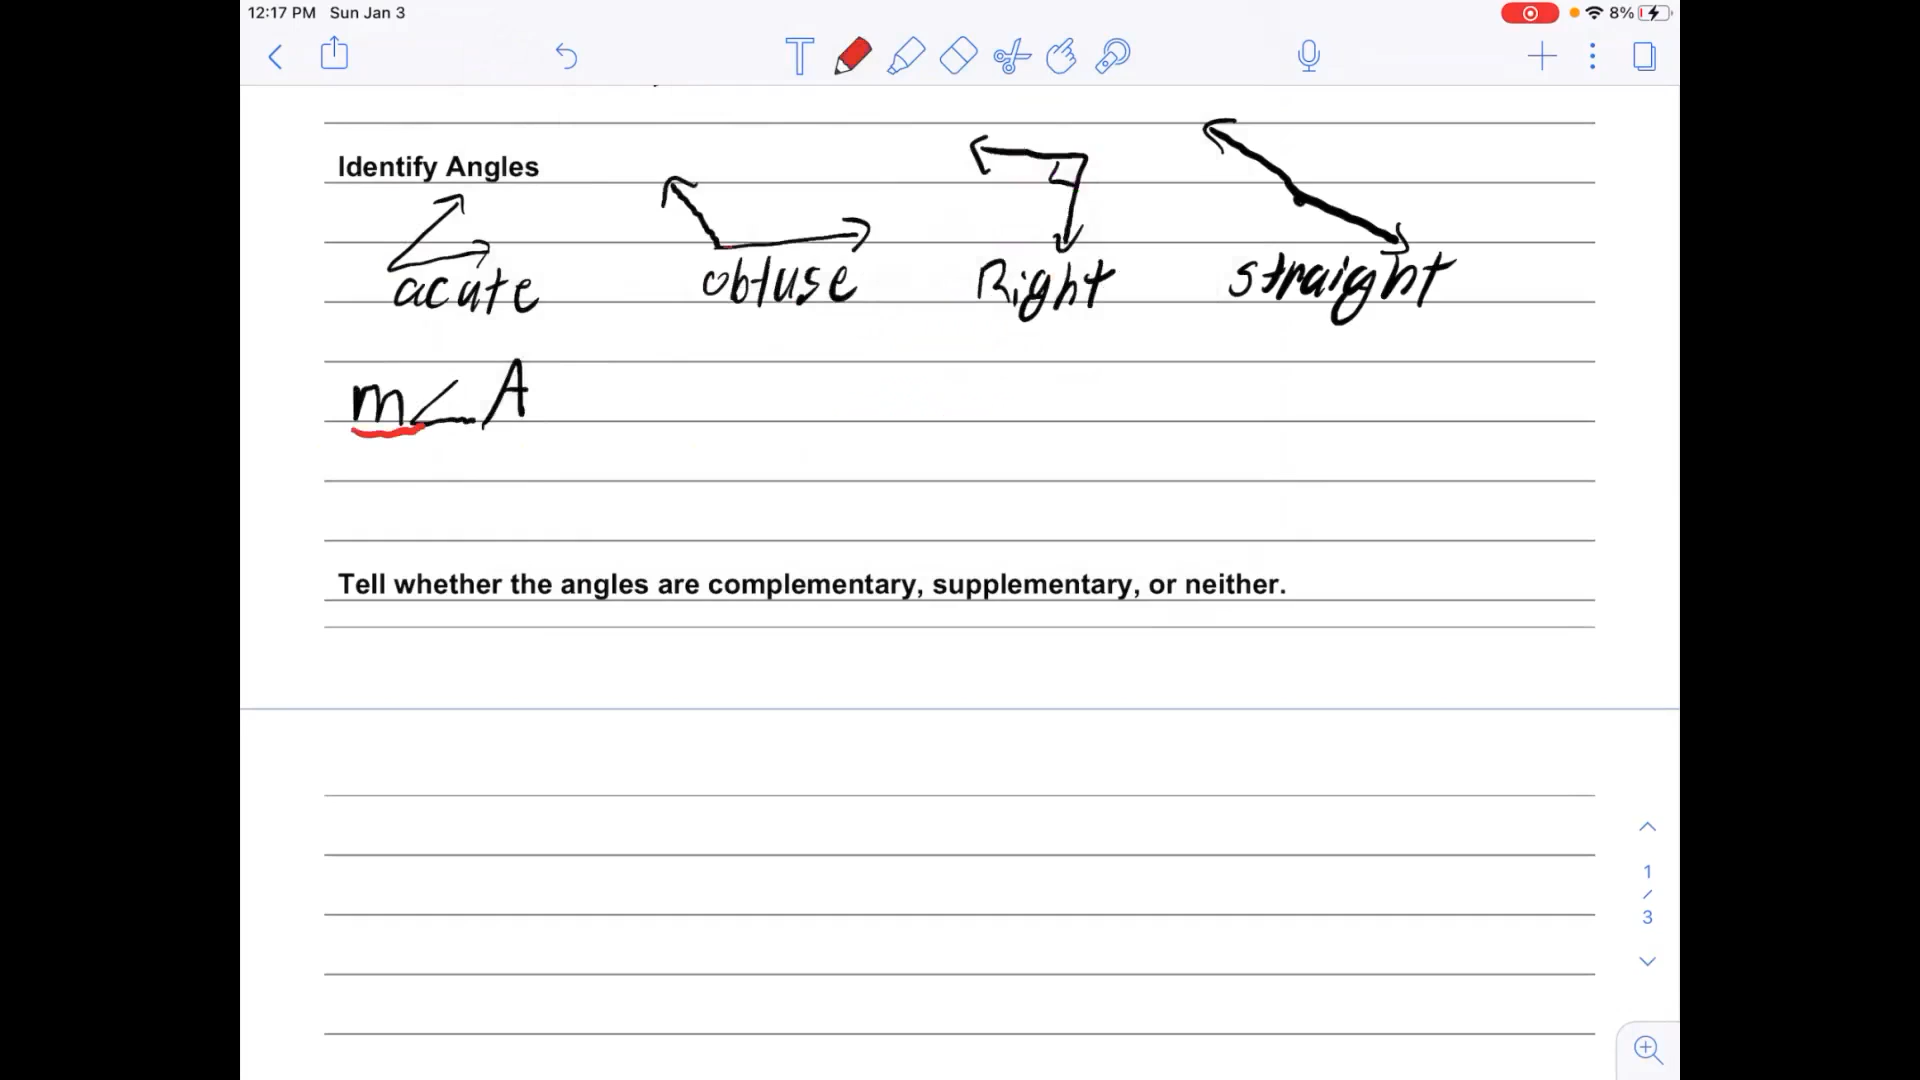 12:17 PM Sun Jan 3
8%
T
Identify Angles
acute obtuse Right straight
m∠A
Tell whether the angles are complementary, supplementary, or neither.
1
/
3